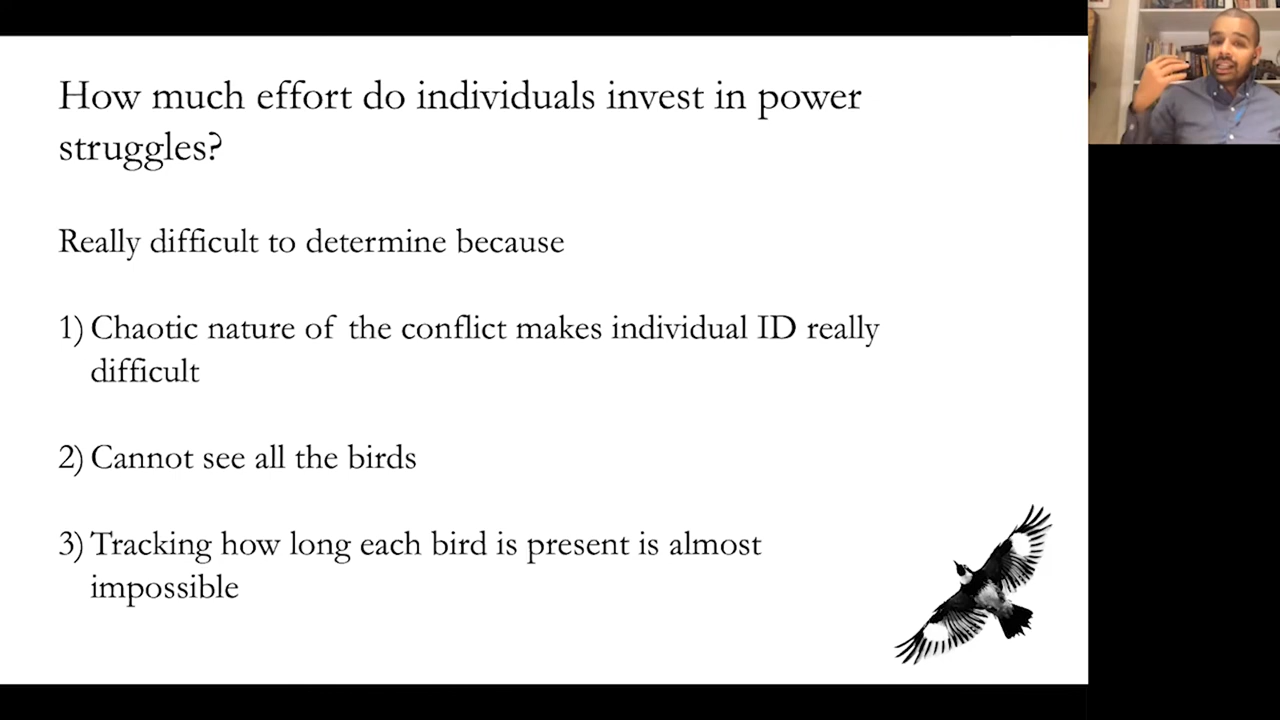 How much effort do individuals invest in power
struggles?
Really difficult to determine because
1) Chaotic nature of the conflict makes individual ID really
difficult
2) Cannot see all the birds
3) Tracking how long each bird is present is almost
impossible